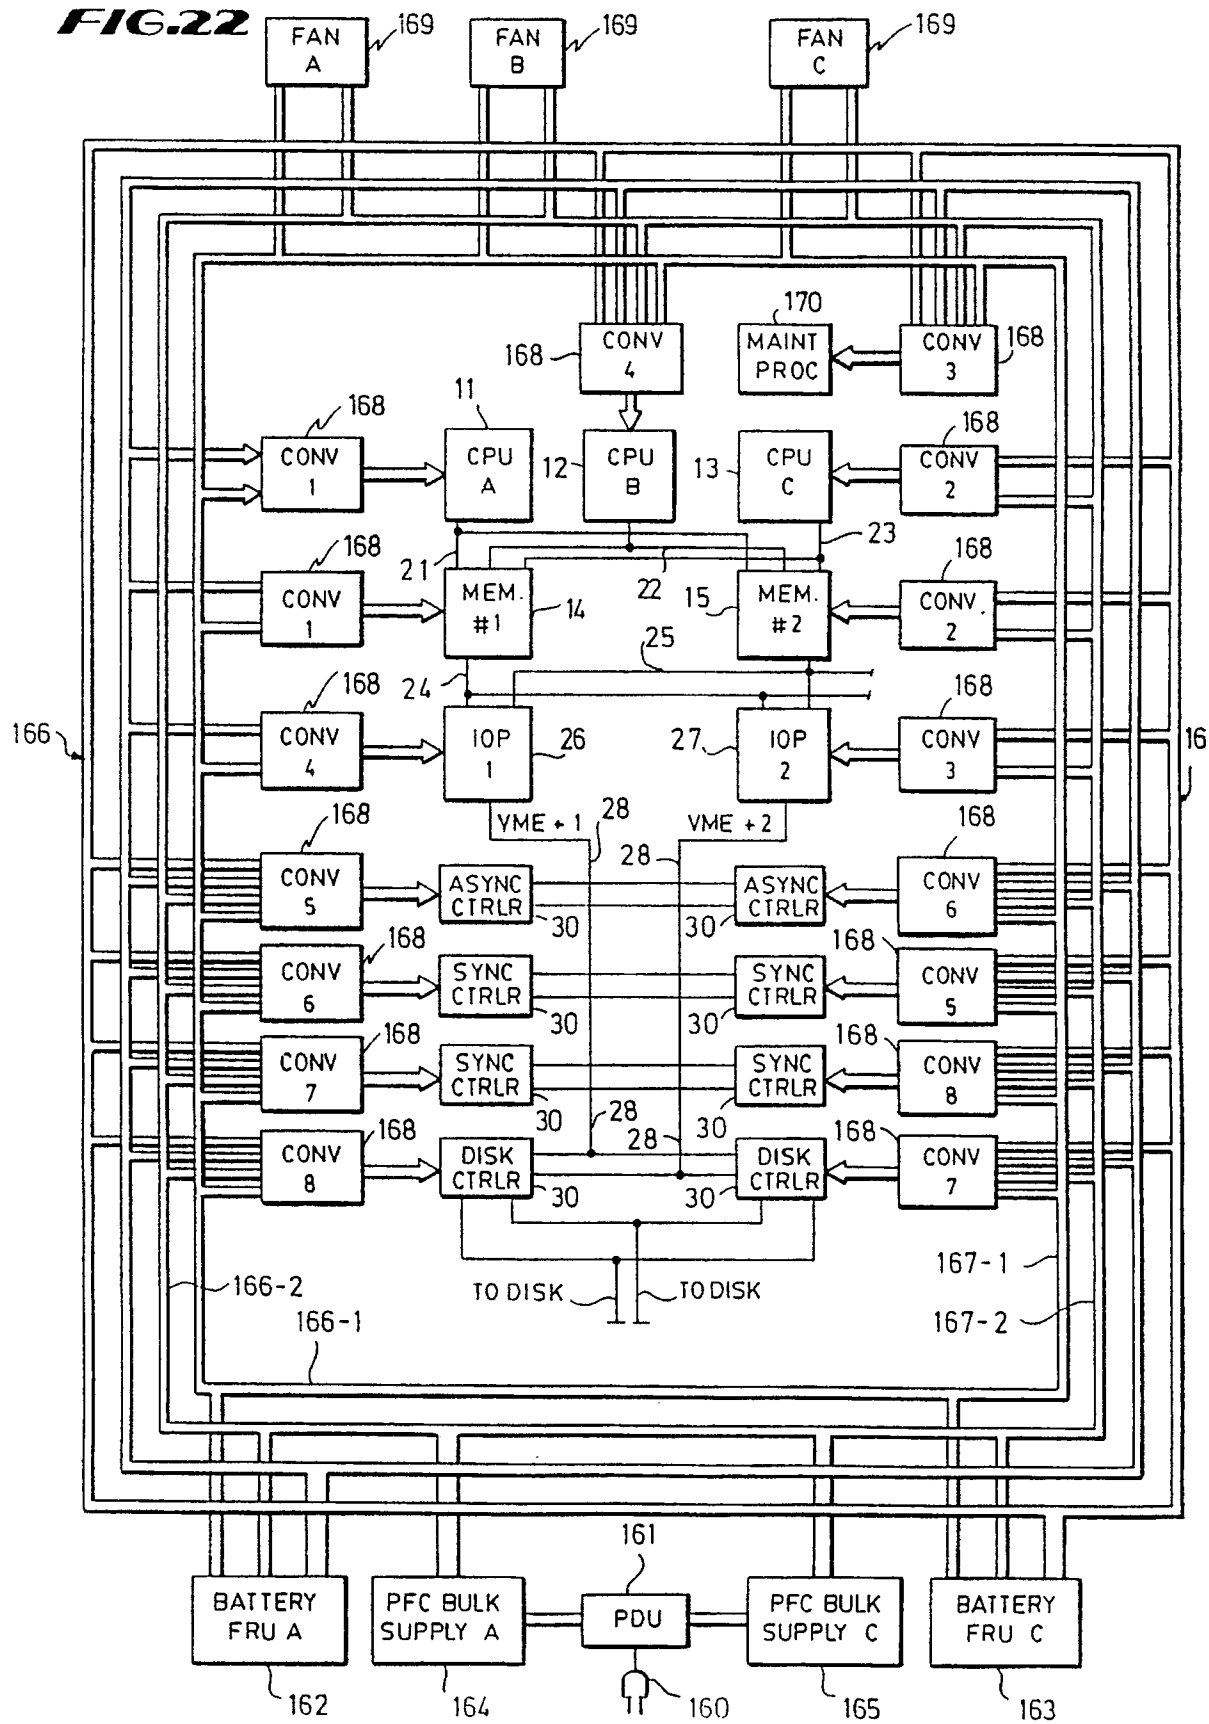 FIG.22
FAN A
169
FAN B
169
FAN C
169
170
168
CONV 4
MAINT PROC
CONV 3
168
168
CONV 1
11
CPU A
12
CPU B
13
CPU C
168
CONV 2
21
22
23
168
CONV 1
MEM. #1
14
15
MEM. #2
168
CONV. 2
24
25
168
CONV 4
IOP 1
26
27
IOP 2
168
CONV 3
166
16
VME + 1
28
VME + 2
28
168
CONV 5
ASYNC CTRLR
30
ASYNC CTRLR
30
168
CONV 6
168
CONV 6
SYNC CTRLR
30
SYNC CTRLR
30
168
CONV 5
168
CONV 7
SYNC CTRLR
30
SYNC CTRLR
30
168
CONV 8
28
28
168
CONV 8
DISK CTRLR
30
DISK CTRLR
30
168
CONV 7
166-2
TO DISK
TO DISK
167-1
166-1
167-2
161
BATTERY FRU A
PFC BULK SUPPLY A
PDU
PFC BULK SUPPLY C
BATTERY FRU C
162
164
160
165
163